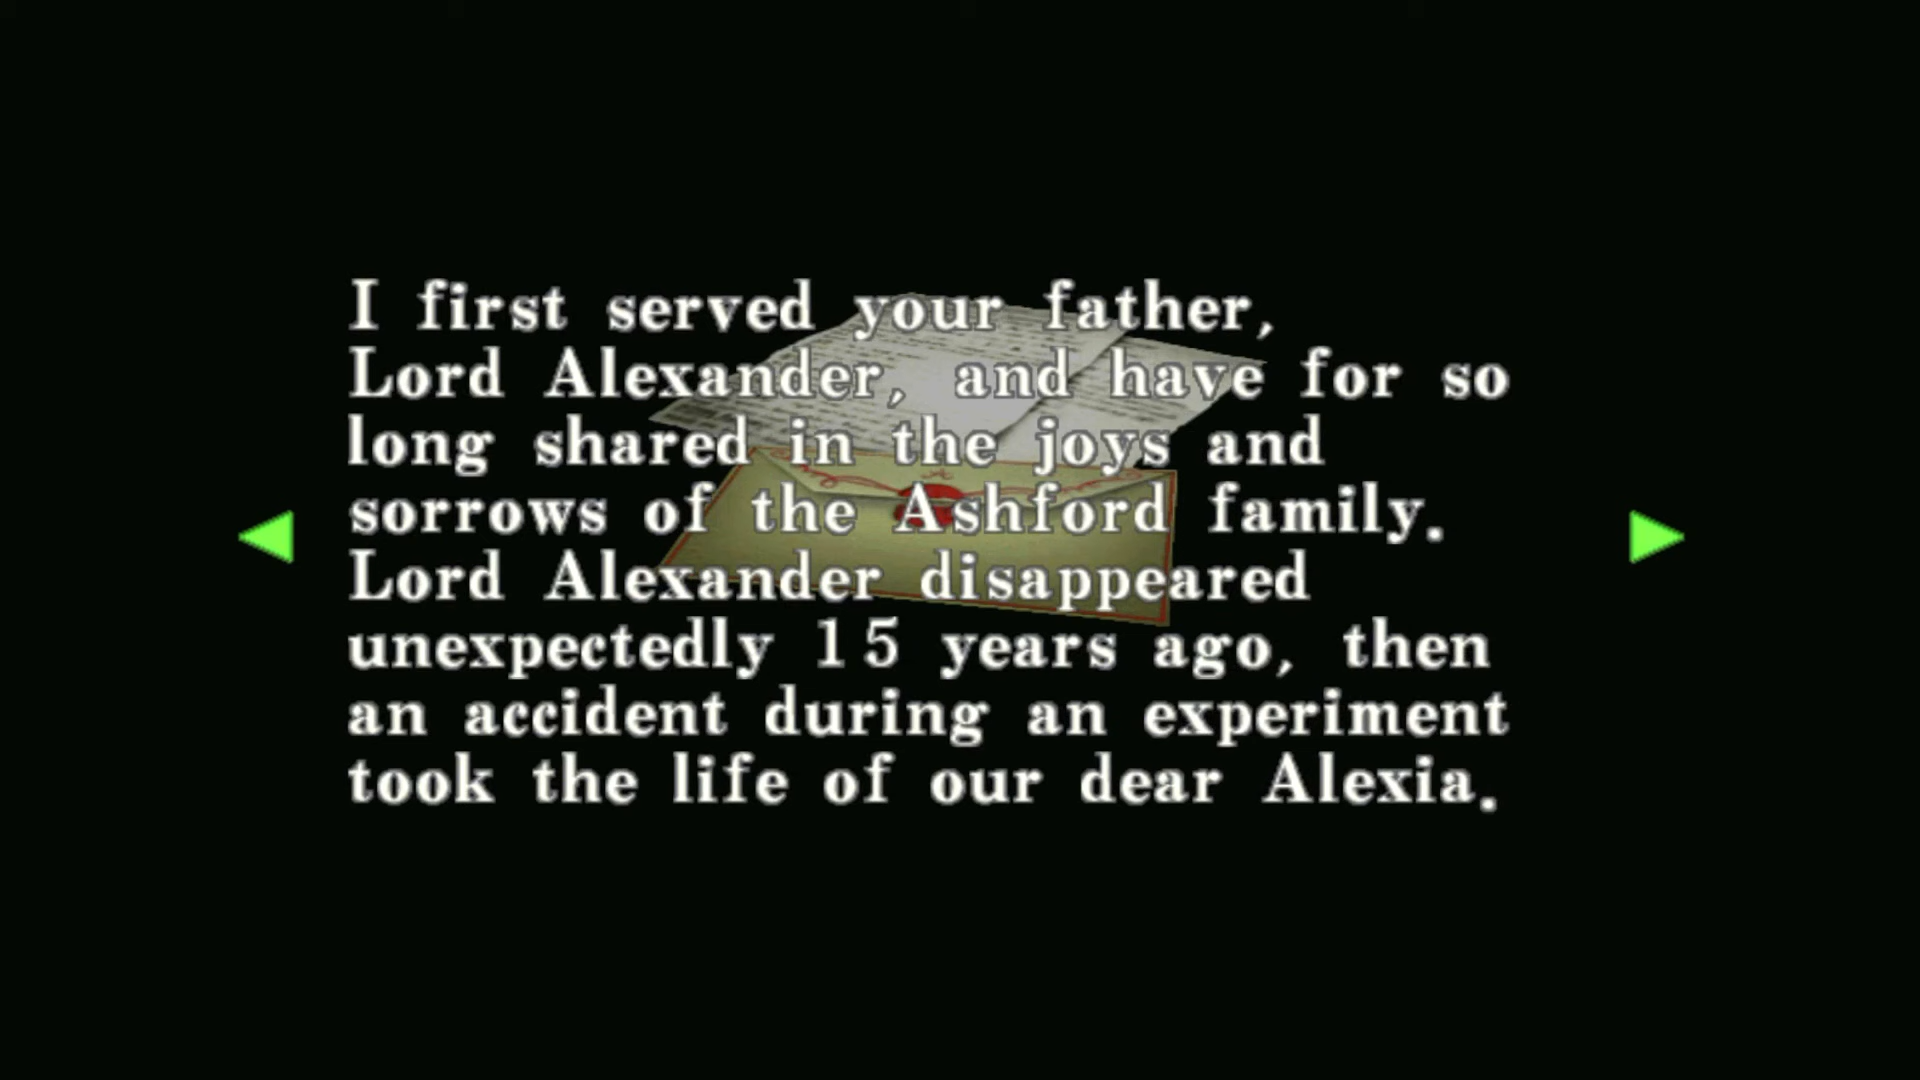 I first served your father,
Lord Alexander, and have for so
long shared in the joys and
sorrows of the Ashford family.
Lord Alexander disappeared
unexpectedly 15 years ago, then
an accident during an experiment
took the life of our dear Alexia.